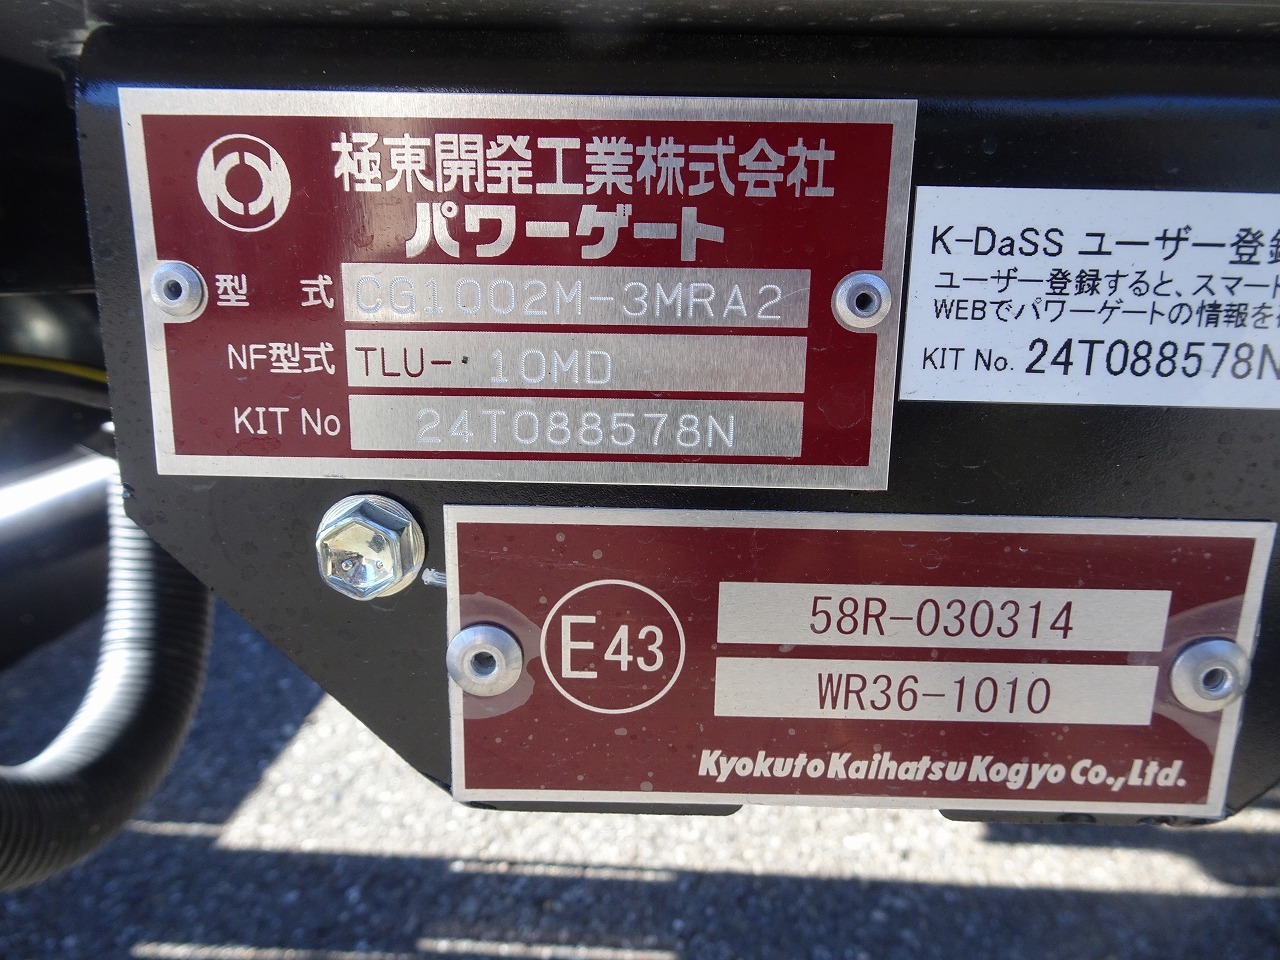 極東開発工業株式会社
パワーゲート
型 式 CG1002M-3MRA2
NF型式 TLU- 10MD
KIT No 24T088578N
K-DaSS ユーザー登録
ユーザー登録すると、スマート
WEBでパワーゲートの情報を
KIT No. 24T088578N
E43
58R-030314
WR36-1010
Kyokuto Kaihatsu Kogyo Co., Ltd.